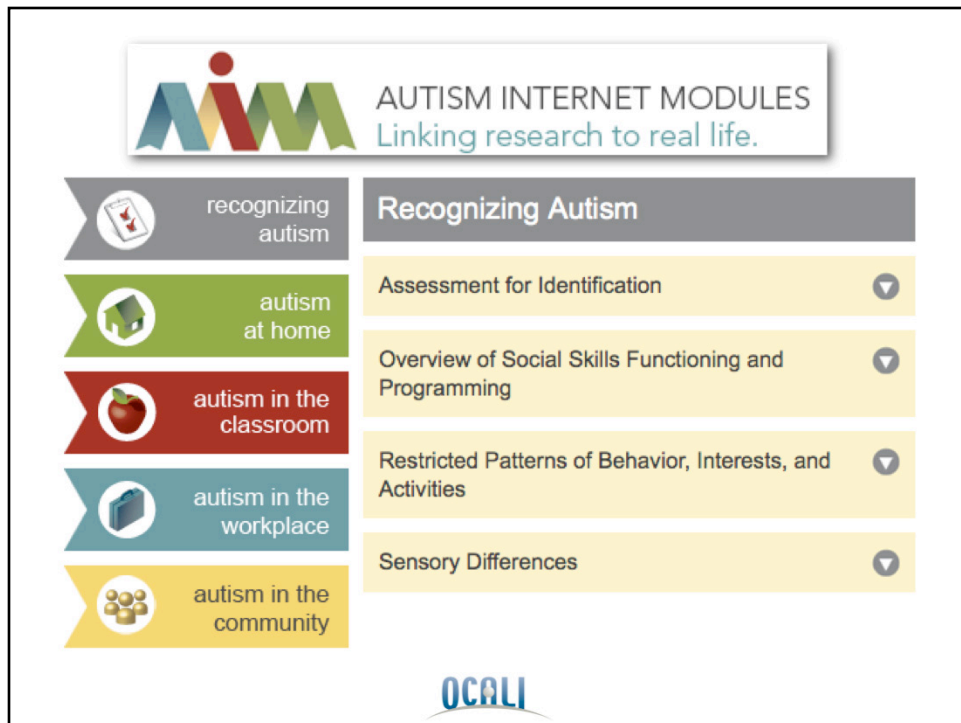 AIM
AUTISM INTERNET MODULES
Linking research to real life.
recognizing
autism
autism
at home
autism in the
classroom
autism in the
workplace
autism in the
community
Recognizing Autism
Assessment for Identification
Overview of Social Skills Functioning and
Programming
Restricted Patterns of Behavior, Interests, and
Activities
Sensory Differences
OCALI